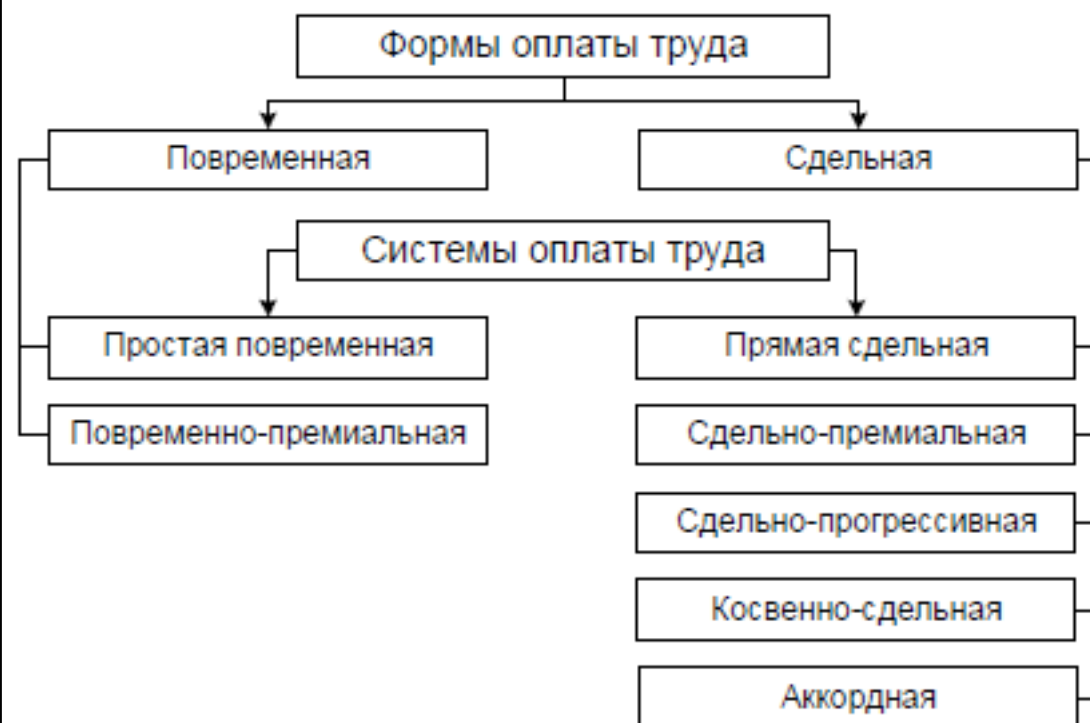 Формы оплаты труда
Повременная
Сдельная
Системы оплаты труда
Простая повременная
Прямая сдельная
Повременно-премиальная
Сдельно-премиальная
Сдельно-прогрессивная
Косвенно-сдельная
Аккордная